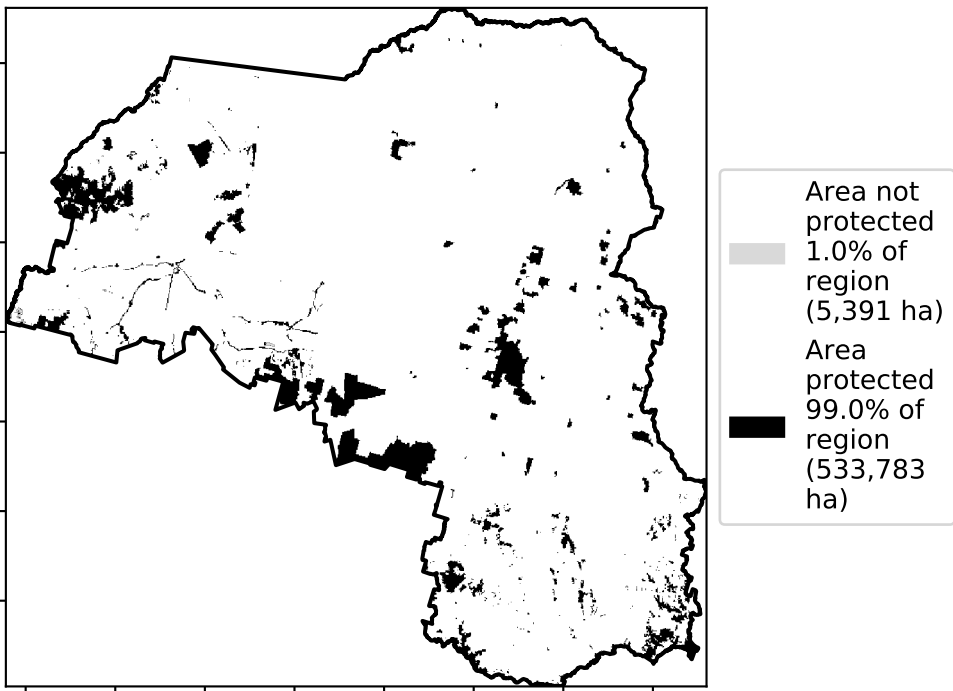 Area not
protected
1.0% of
region
(5,391 ha)
Area
protected
99.0% of
region
(533,783
ha)